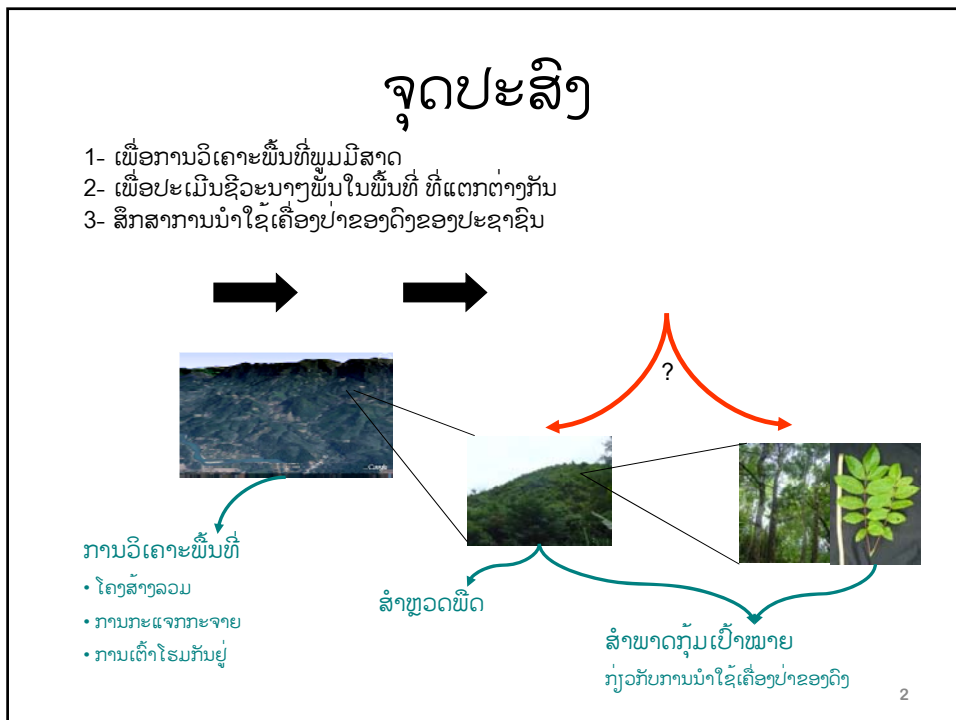 ຈຸດປະສົງ
1- ເພື່ອການວິເຄາະພື້ນທີ່ພູມມີສາດ
2- ເພື່ອປະເມີນຊີວະນາໆພັນໃນພື້ນທີ່ ທີ່ແຕກຕ່າງກັນ
3- ສຶກສາການນຳໃຊ້ເຄື່ອງປ່າຂອງດົງຂອງປະຊາຊົນ
?
ການວິເຄາະພື້ນທີ່
• ໂຄງສ້າງລວມ
• ການກະແຈກກະຈາຍ
• ການເຕົ້າໂຮມກັນຢູ່
ສຳຫຼວດພືດ
ສຳພາດກຸ້ມເປົ້າໝາຍ
ກ່ຽວກັບການນຳໃຊ້ເຄື່ອງປ່າຂອງດົງ
2